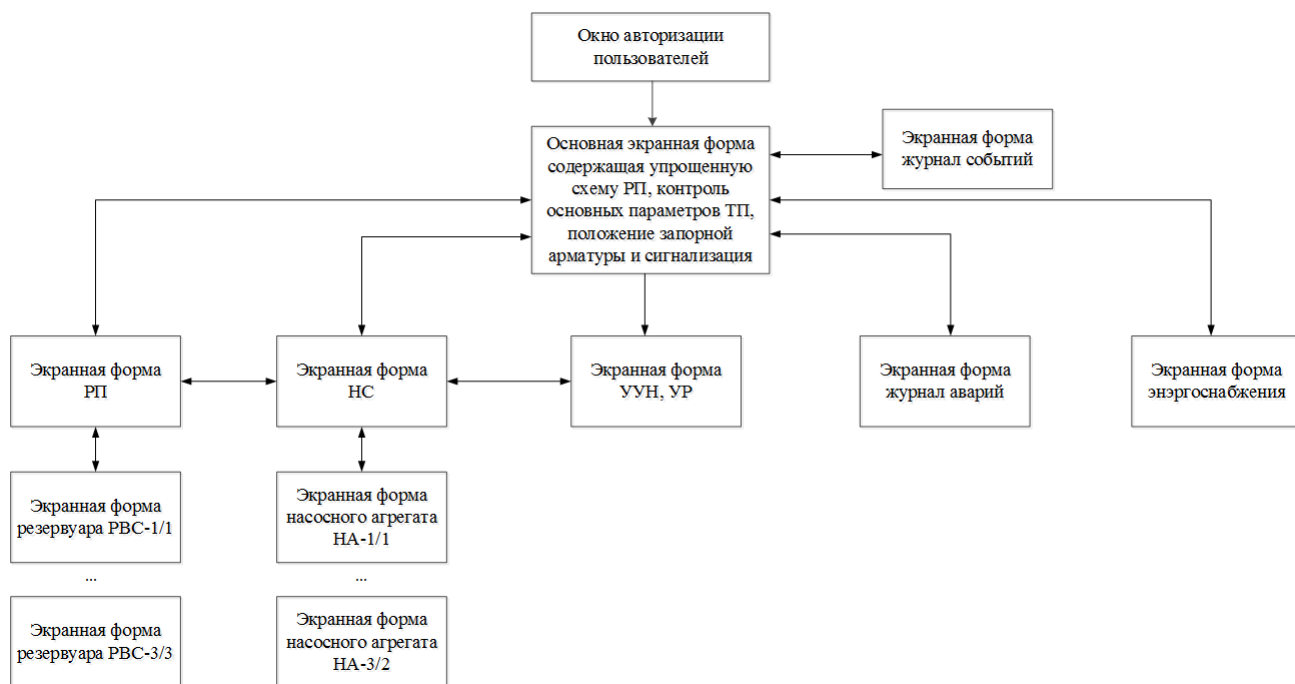 Окно авторизации
пользователей
Основная экранная форма
содержащая упрощенную
схему РП, контроль
основных параметров ТП,
положение запорной
арматуры и сигнализация
Экранная форма
журнал событий
Экранная форма
РП
Экранная форма
НС
Экранная форма
УУН, УР
Экранная форма
журнал аварий
Экранная форма
энэргоснабжения
Экранная форма
резервуара РВС-1/1
...
Экранная форма
резервуара РВС-3/3
Экранная форма
насосного агрегата
НА-1/1
...
Экранная форма
насосного агрегата
НА-3/2